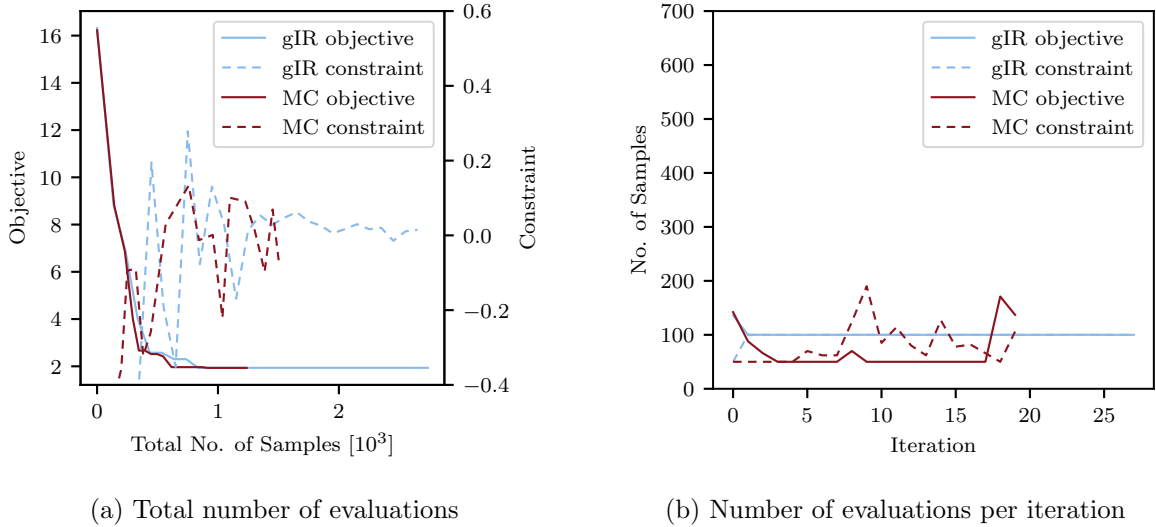 16
14
12
10
8
6
4
2
Objective
0
1
2
Total No. of Samples [10³]
0.6
0.4
0.2
0.0
−0.2
−0.4
Constraint
gIR objective
gIR constraint
MC objective
MC constraint
(a) Total number of evaluations
700
600
500
400
300
200
100
0
No. of Samples
0
5
10
15
20
25
Iteration
gIR objective
gIR constraint
MC objective
MC constraint
(b) Number of evaluations per iteration